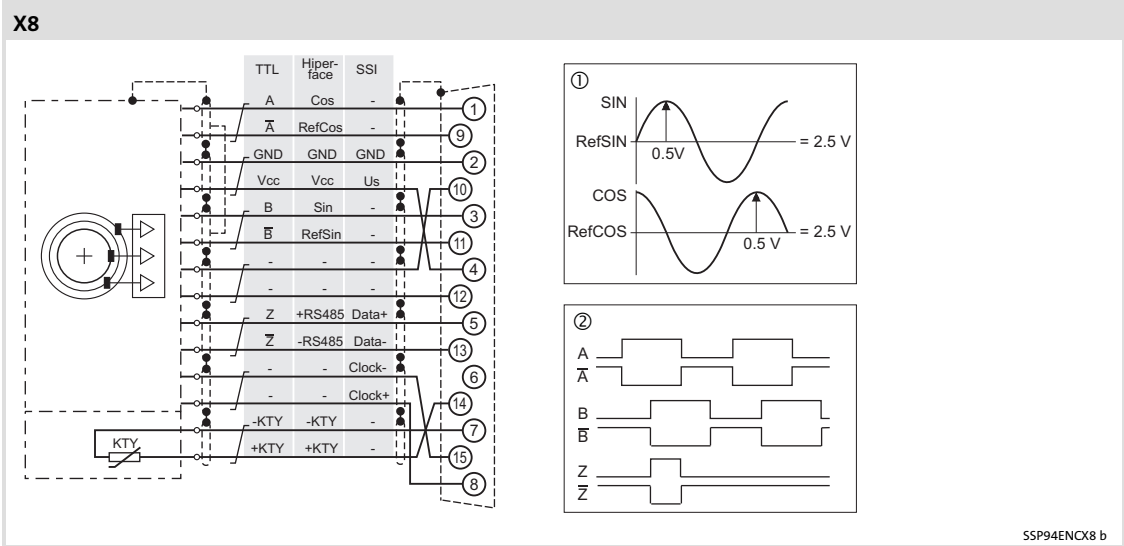 X8
TTL Hiper-face SSI
A Cos -
A̅ RefCos -
GND GND GND
Vcc Vcc Us
B Sin -
B̅ RefSin -
- - -
- - -
Z +RS485 Data+
Z̅ -RS485 Data-
- - Clock-
- - Clock+
-KTY -KTY -
+KTY +KTY -
KTY
1
9
2
10
3
11
4
12
5
13
6
14
7
15
8
①
SIN
RefSIN
0.5V
= 2.5 V
COS
RefCOS
0.5 V
= 2.5 V
②
A
A̅
B
B̅
Z
Z̅
SSP94ENCX8 b